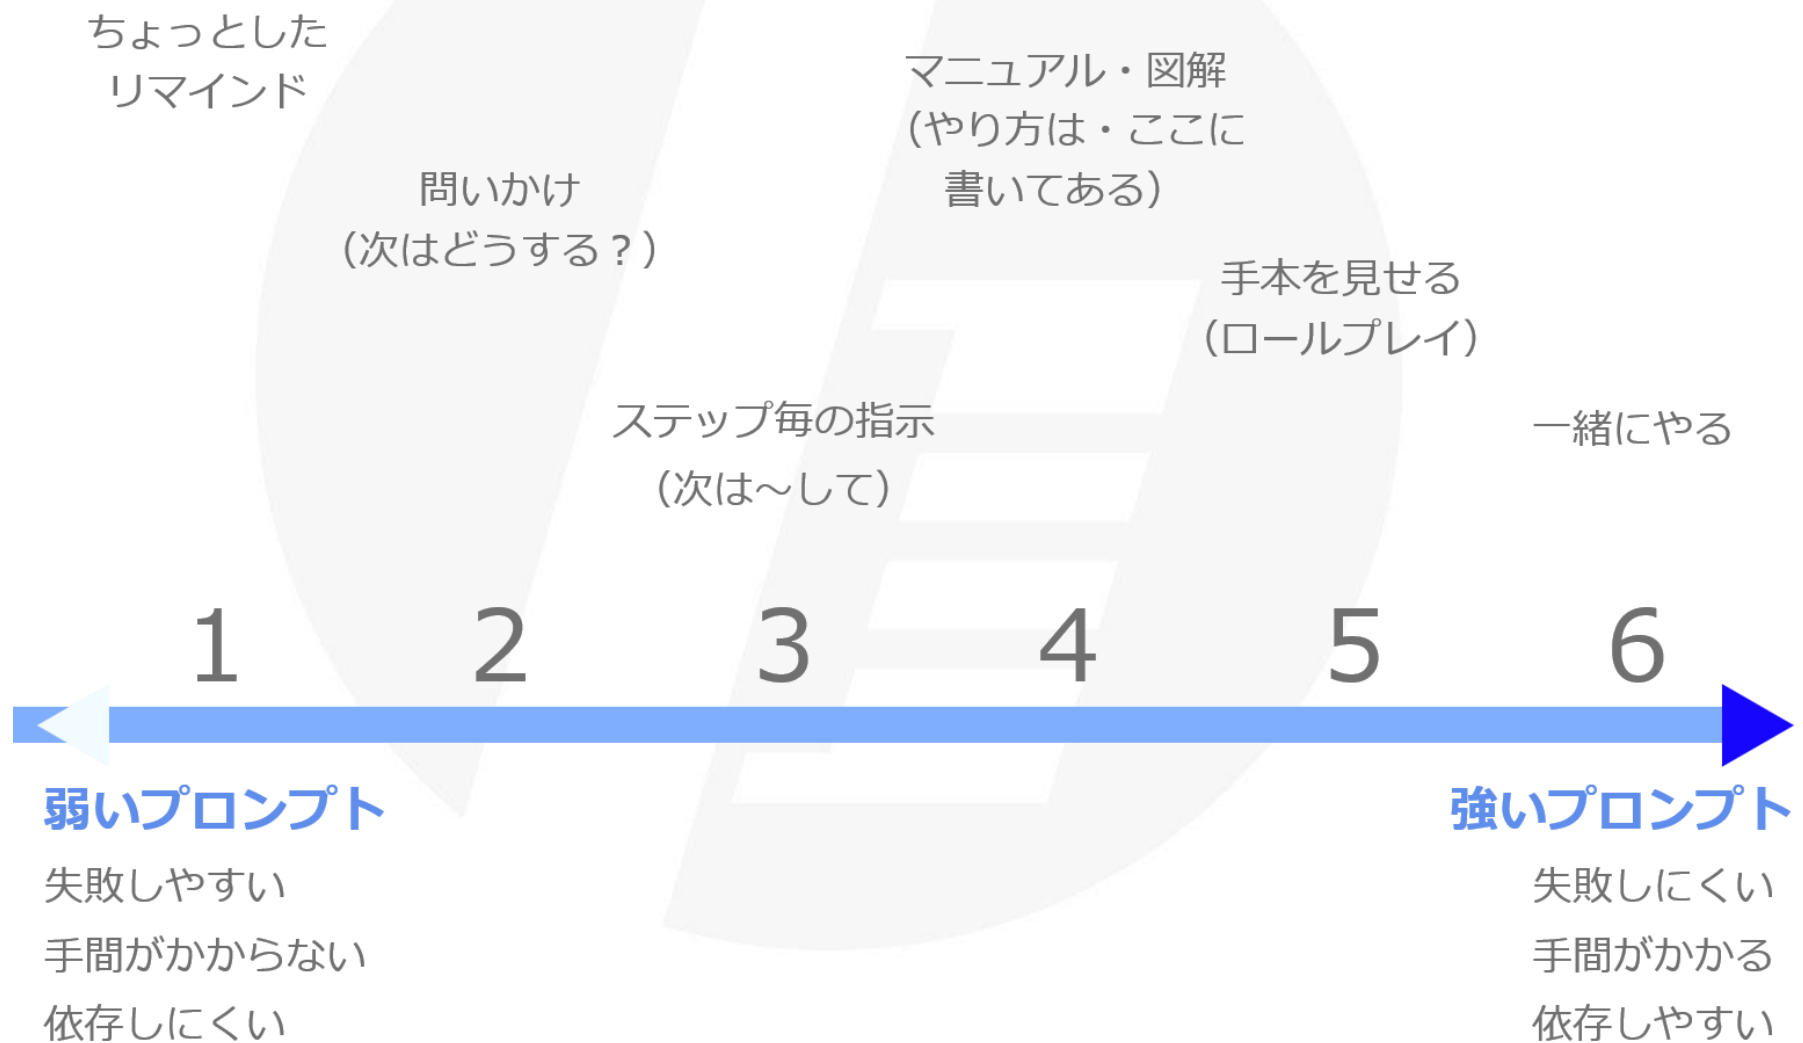 ちょっとした
リマインド
問いかけ
（次はどうする？）
ステップ毎の指示
（次は～して）
マニュアル・図解
（やり方は・ここに
書いてある）
手本を見せる
（ロールプレイ）
一緒にやる
1 2 3 4 5 6
弱いプロンプト
失敗しやすい
手間がかからない
依存しにくい
強いプロンプト
失敗しにくい
手間がかかる
依存しやすい